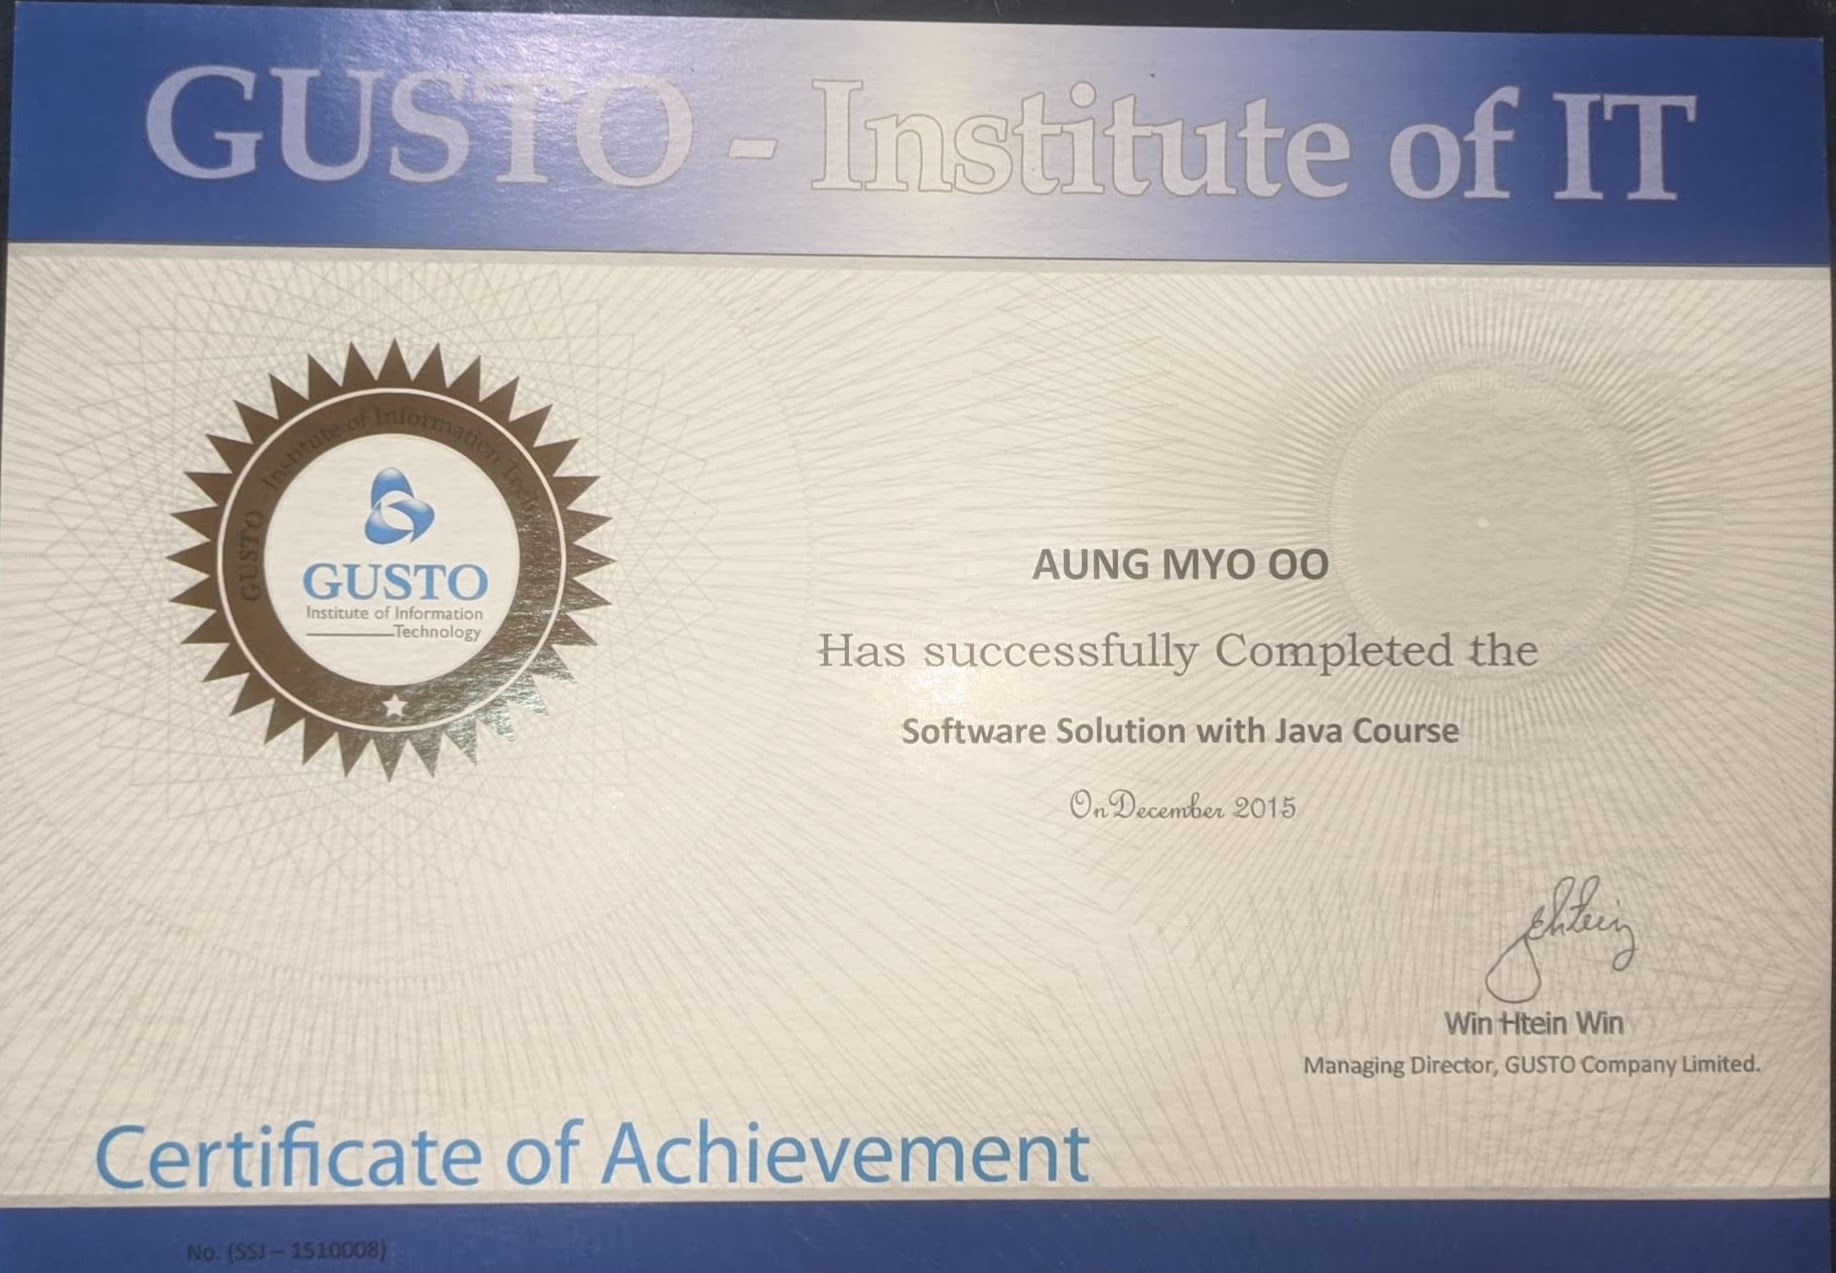 GUSTO - Institute of IT
GUSTO - Institute of Information Tech
GUSTO
Institute of Information
Technology
AUNG MYO OO
Has successfully Completed the
Software Solution with Java Course
On December 2015
Win Htein Win
Managing Director, GUSTO Company Limited.
Certificate of Achievement
No. (SSJ – 1510008)